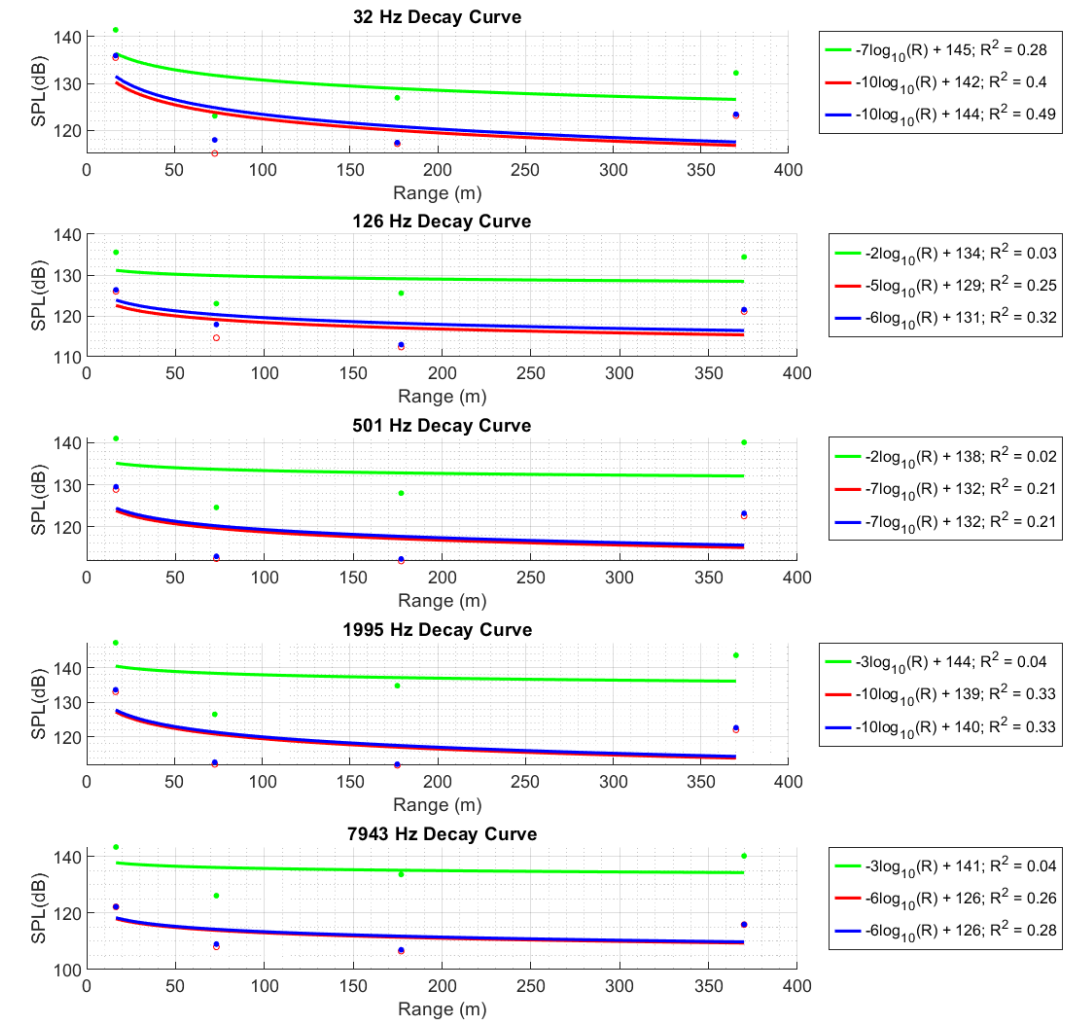 32 Hz Decay Curve
140
130
120
SPL(dB)
0 50 100 150 200 250 300 350 400
Range (m)
-7log10(R) + 145; R2 = 0.28
-10log10(R) + 142; R2 = 0.4
-10log10(R) + 144; R2 = 0.49
126 Hz Decay Curve
140
130
120
110
SPL(dB)
0 50 100 150 200 250 300 350 400
Range (m)
-2log10(R) + 134; R2 = 0.03
-5log10(R) + 129; R2 = 0.25
-6log10(R) + 131; R2 = 0.32
501 Hz Decay Curve
140
130
120
SPL(dB)
0 50 100 150 200 250 300 350 400
Range (m)
-2log10(R) + 138; R2 = 0.02
-7log10(R) + 132; R2 = 0.21
-7log10(R) + 132; R2 = 0.21
1995 Hz Decay Curve
140
130
120
SPL(dB)
0 50 100 150 200 250 300 350 400
Range (m)
-3log10(R) + 144; R2 = 0.04
-10log10(R) + 139; R2 = 0.33
-10log10(R) + 140; R2 = 0.33
7943 Hz Decay Curve
140
120
100
SPL(dB)
0 50 100 150 200 250 300 350 400
Range (m)
-3log10(R) + 141; R2 = 0.04
-6log10(R) + 126; R2 = 0.26
-6log10(R) + 126; R2 = 0.28